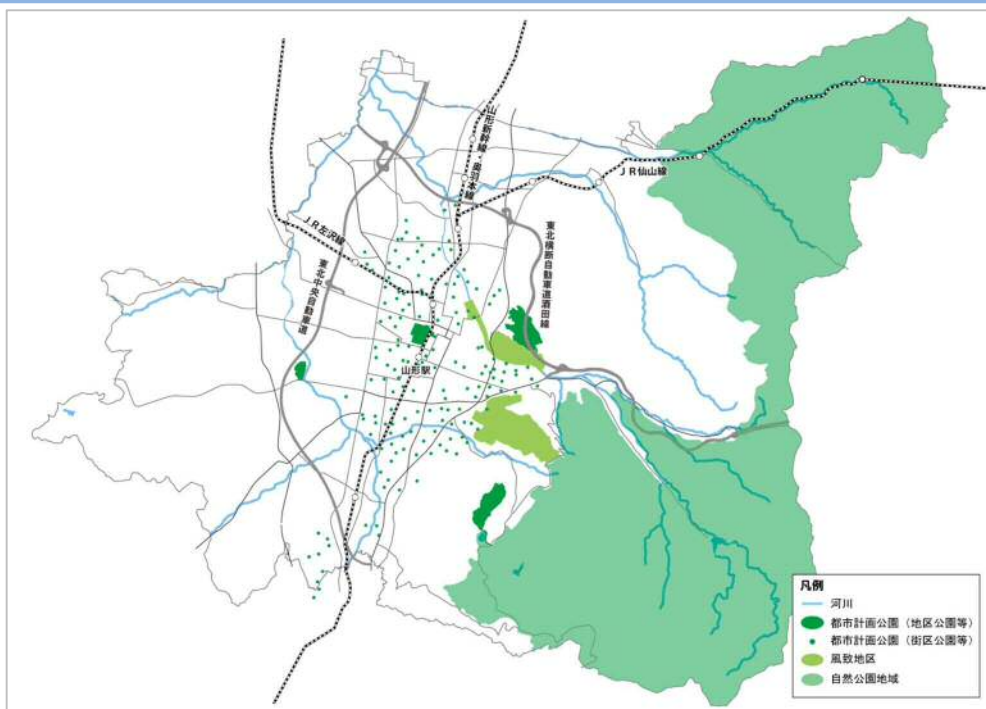 山形新幹線・奥羽本線
JR仙山線
JR左沢線
東北中央自動車道
東北横断自動車道酒田線
山形駅
凡例
河川
都市計画公園（地区公園等）
都市計画公園（街区公園等）
風致地区
自然公園地域